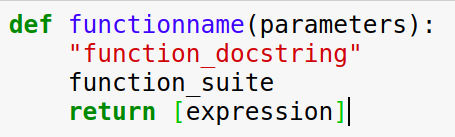 def functionname(parameters):
    "function_docstring"
    function_suite
    return [expression]